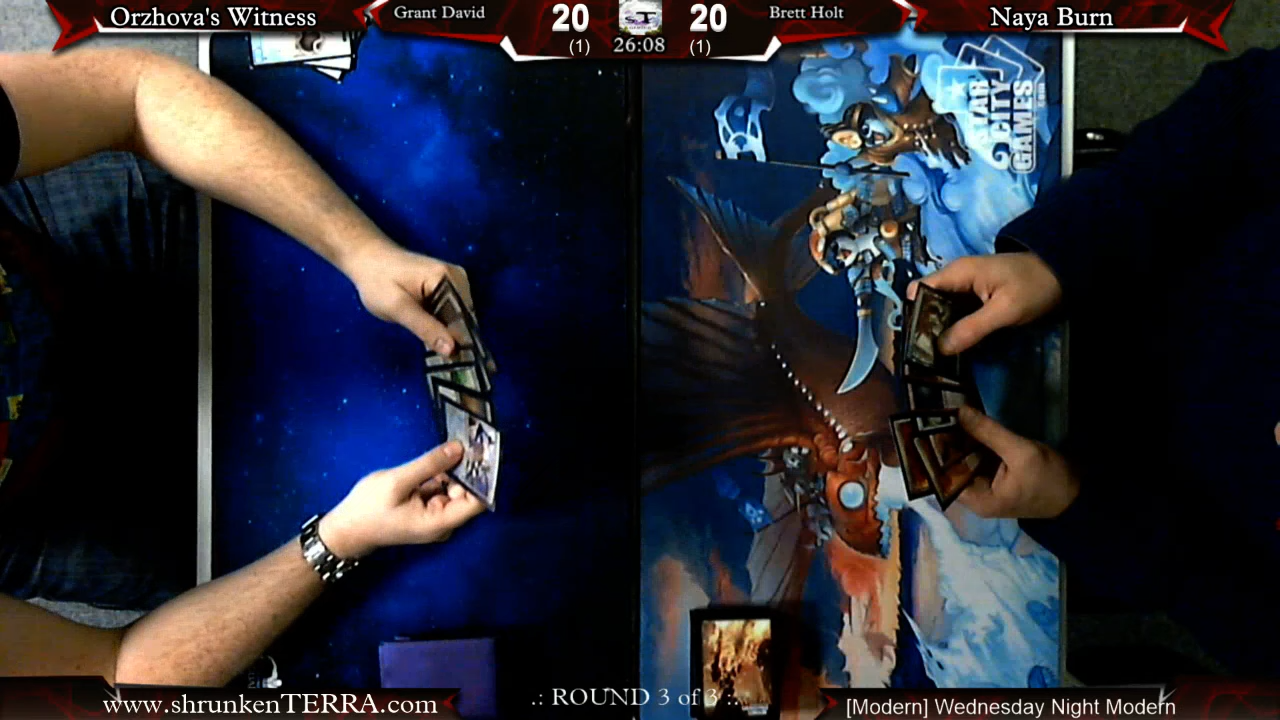 Orzhova's Witness
Grant David
20
(1)
26:08
20
(1)
Brett Holt
Naya Burn
STAR
CITY
GAMES
.com
www.shrunkenTERRA.com
.: ROUND 3 of 3 :.
[Modern] Wednesday Night Modern